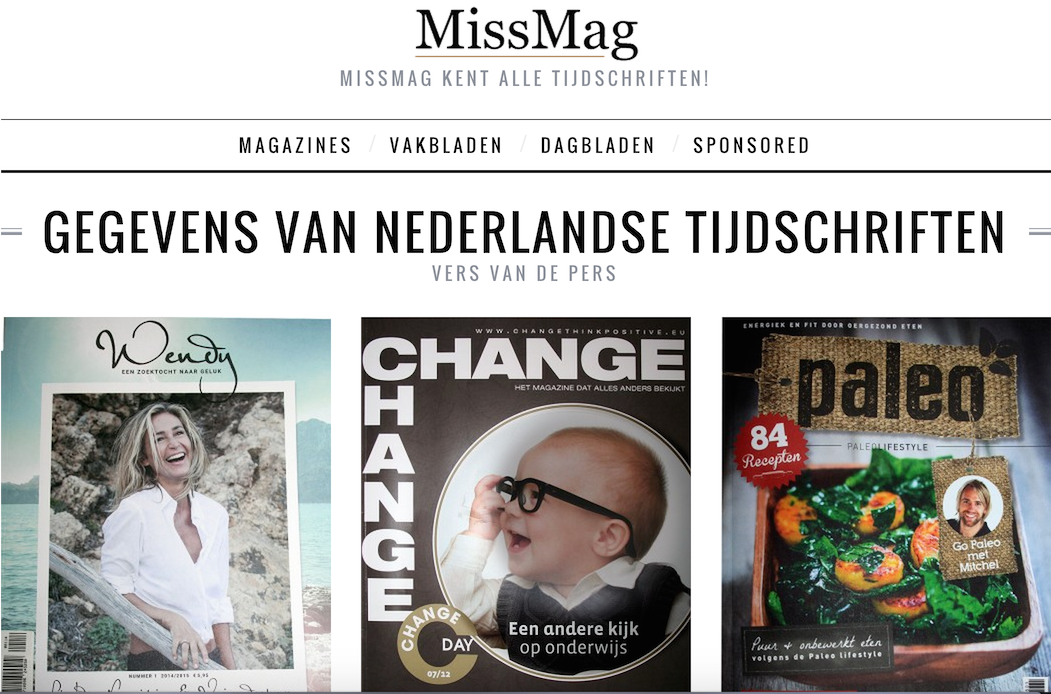 MissMag
MISSMAG KENT ALLE TIJDSCHRIFTEN!
MAGAZINES / VAKBLADEN / DAGBLADEN / SPONSORED
GEGEVENS VAN NEDERLANDSE TIJDSCHRIFTEN
VERS VAN DE PERS
Wendy
EEN ZOEKTOCHT NAAR GELUK
NUMMER 1 2014/2015 €5,95
WWW.CHANGETHINKPOSITIVE.EU
CHANGE
HET MAGAZINE DAT ALLES ANDERS BEKIJKT
CHANGE
CHANGE
DAY
07/12
Een andere kijk
op onderwijs
ENERGIEK EN FIT DOOR OERGEZOND ETEN
paleo
PALEOLIFESTYLE
84
Recepten
Go Paleo
met
Mitchel
Puur & onbewerkt eten
volgens de Paleo lifestyle